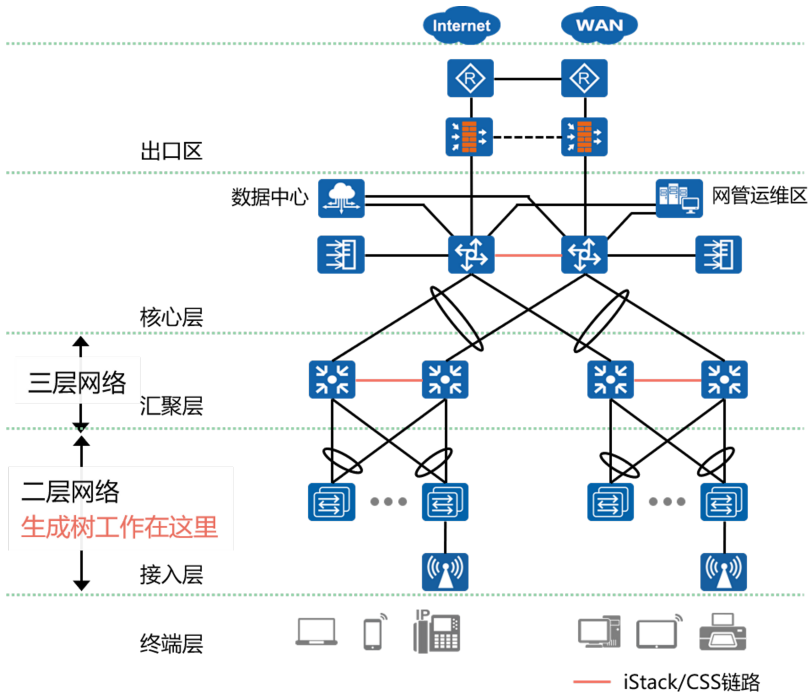 Internet
WAN
R
R
出口区
数据中心
网管运维区
核心层
三层网络
汇聚层
二层网络
生成树工作在这里
接入层
IP
终端层
iStack/CSS链路